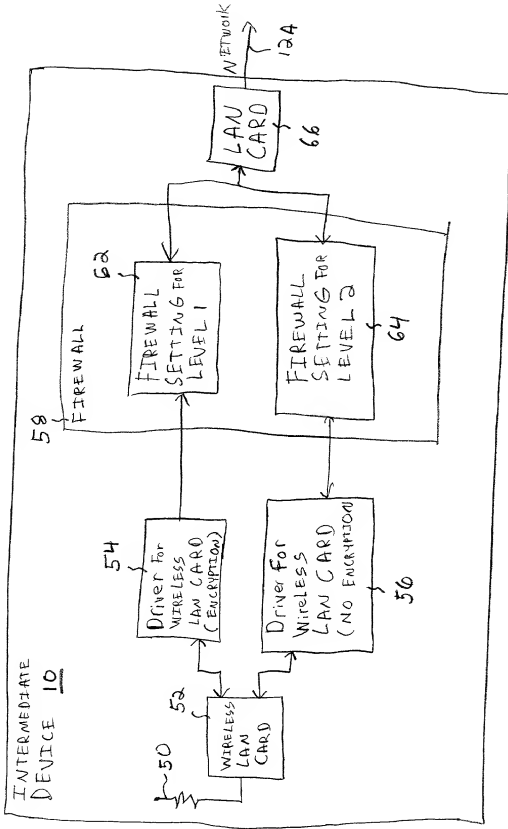 INTERMEDIATE
DEVICE 10
50
52
WIRELESS
LAN
CARD
54
Driver For
WIRELESS
LAN CARD
(ENCRYPTION)
Driver For
Wireless
LAN CARD
(NO ENCRYPTION)
56
58
FIREWALL
62
FIREWALL
SETTING FOR
LEVEL 1
FIREWALL
SETTING FOR
LEVEL 2
64
LAN
CARD
66
NETWORK
12A